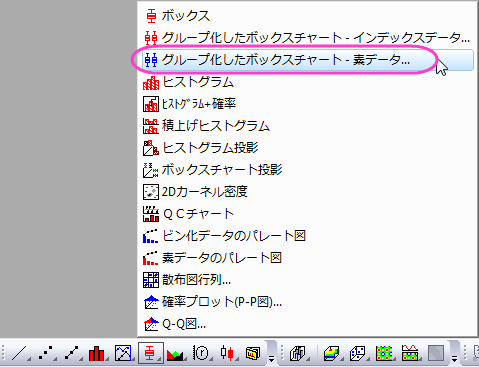 ボックス
グループ化したボックスチャート - インデックスデータ...
グループ化したボックスチャート - 素データ...
ヒストグラム
ﾋｽﾄｸﾞﾗﾑ+確率
積上げヒストグラム
ヒストグラム投影
ボックスチャート投影
2Dカーネル密度
ＱＣチャート
ビン化データのパレート図
素データのパレート図
散布図行列...
確率プロット(P-P図)...
Q-Q図...